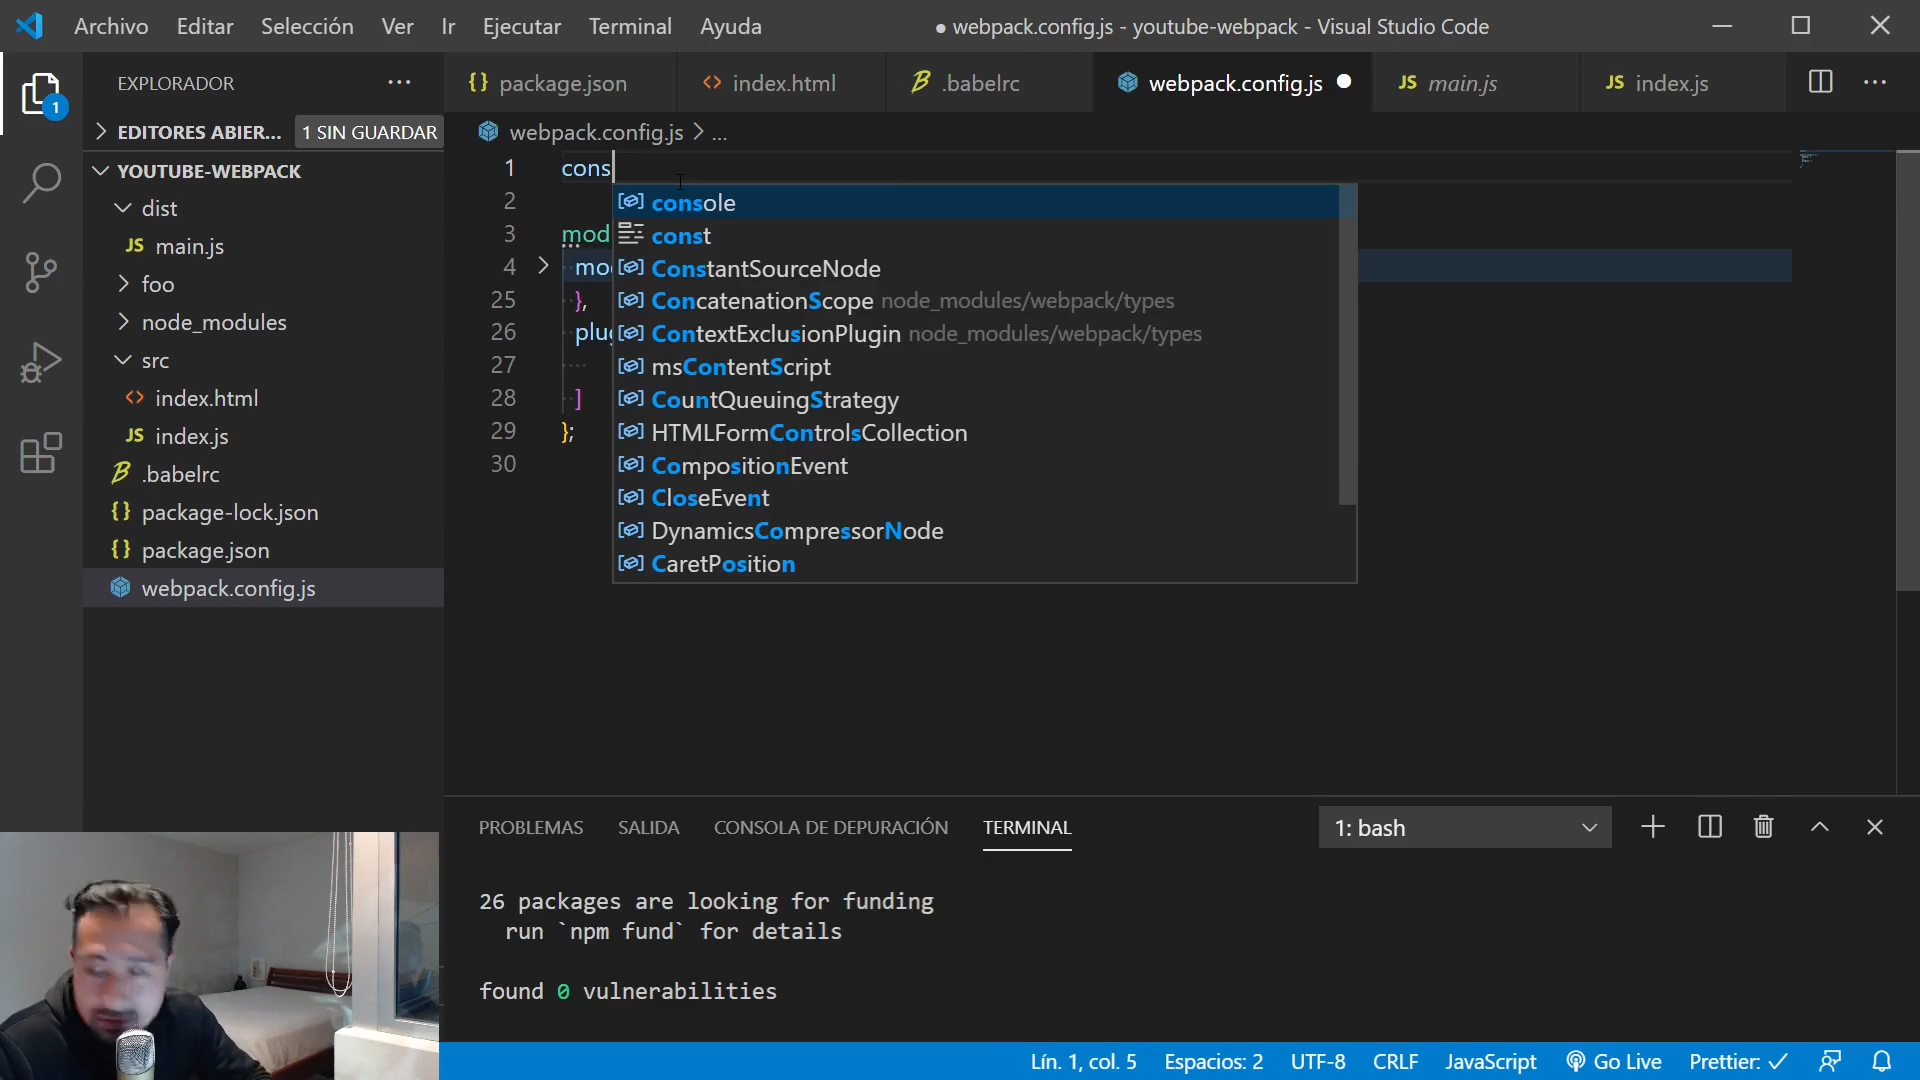 Archivo Editar Selección Ver Ir Ejecutar Terminal Ayuda ● webpack.config.js - youtube-webpack - Visual Studio Code
EXPLORADOR ···
package.json index.html .babelrc webpack.config.js main.js index.js
1
EDITORES ABIER... 1 SIN GUARDAR
webpack.config.js > ...
YOUTUBE-WEBPACK
dist
main.js
foo
node_modules
src
index.html
index.js
.babelrc
package-lock.json
package.json
webpack.config.js
1 cons
2
3 mod
4 mo
25 },
26 plu
27
28 ]
29 };
30
console
const
ConstantSourceNode
ConcatenationScope node_modules/webpack/types
ContextExclusionPlugin node_modules/webpack/types
msContentScript
CountQueuingStrategy
HTMLFormControlsCollection
CompositionEvent
CloseEvent
DynamicsCompressorNode
CaretPosition
PROBLEMAS SALIDA CONSOLA DE DEPURACIÓN TERMINAL 1: bash
26 packages are looking for funding
run `npm fund` for details
found 0 vulnerabilities
Lín. 1, col. 5 Espacios: 2 UTF-8 CRLF JavaScript Go Live Prettier: ✓